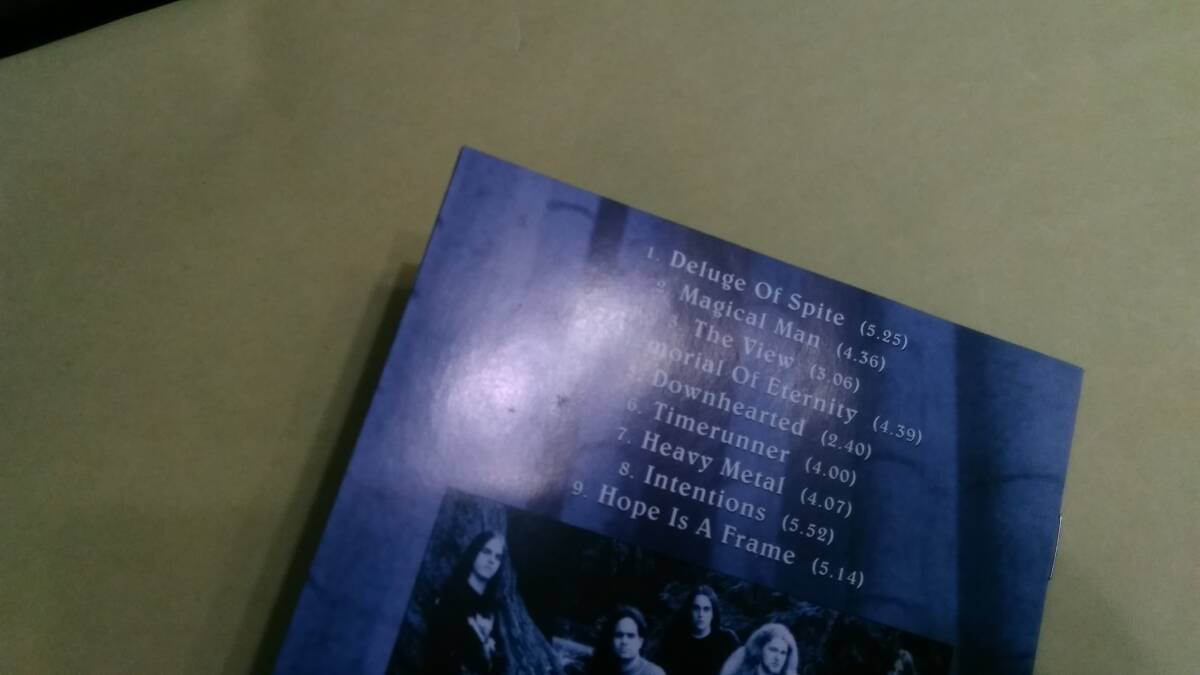 1. Deluge Of Spite (5.25)
2. Magical Man (4.36)
3. The View (3.06)
morial Of Eternity (4.39)
Downhearted (2.40)
6. Timerunner (4.00)
7. Heavy Metal (4.07)
8. Intentions (5.52)
9. Hope Is A Frame (5.14)